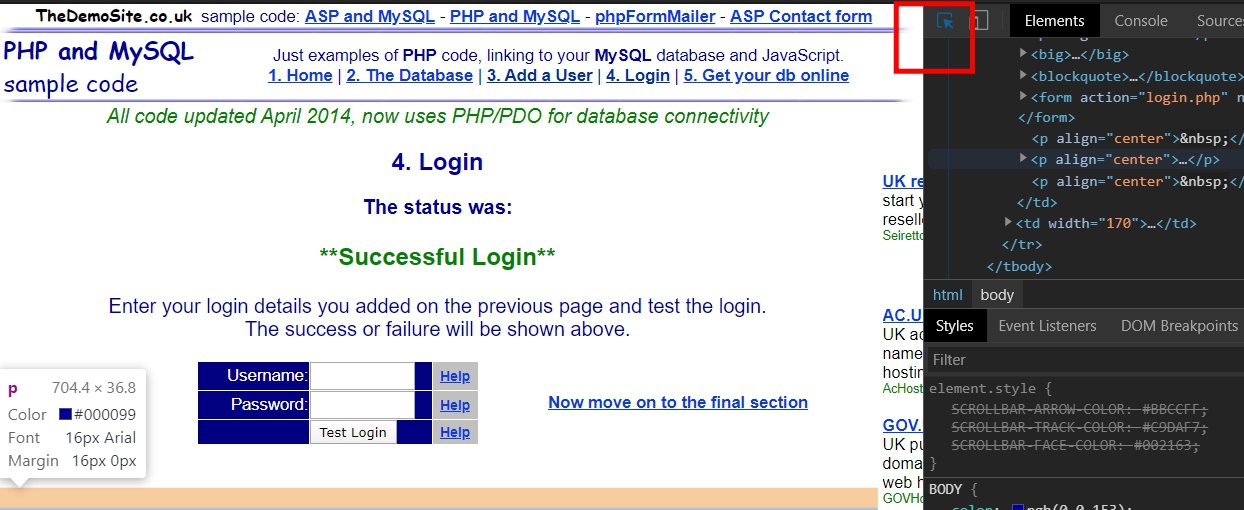 TheDemoSite.co.uk sample code: ASP and MySQL - PHP and MySQL - phpFormMailer - ASP Contact form
PHP and MySQL
sample code
Just examples of PHP code, linking to your MySQL database and JavaScript.
1. Home | 2. The Database | 3. Add a User | 4. Login | 5. Get your db online
All code updated April 2014, now uses PHP/PDO for database connectivity
4. Login
The status was:
**Successful Login**
Enter your login details you added on the previous page and test the login.
The success or failure will be shown above.
Username: Help
Password: Help
Test Login Help
Now move on to the final section
p 704.4 × 36.8
Color #000099
Font 16px Arial
Margin 16px 0px
UK re
start y
reselle
Seiretto
AC.U
UK ac
name
hostin
AcHost
GOV.
UK pu
doma
web h
GOVHo
Elements Console Sources
<big>…</big>
<blockquote>…</blockquote>
<form action="login.php" n
</form>
<p align="center">&nbsp;</
<p align="center">…</p>
<p align="center">&nbsp;</
</td>
<td width="170">…</td>
</tr>
</tbody>
html body
Styles Event Listeners DOM Breakpoints
Filter
element.style {
SCROLLBAR-ARROW-COLOR: #BBCCFF;
SCROLLBAR-TRACK-COLOR: #C9DAF7;
SCROLLBAR-FACE-COLOR: #002163;
}
BODY {
color: rgb(0,0,153);